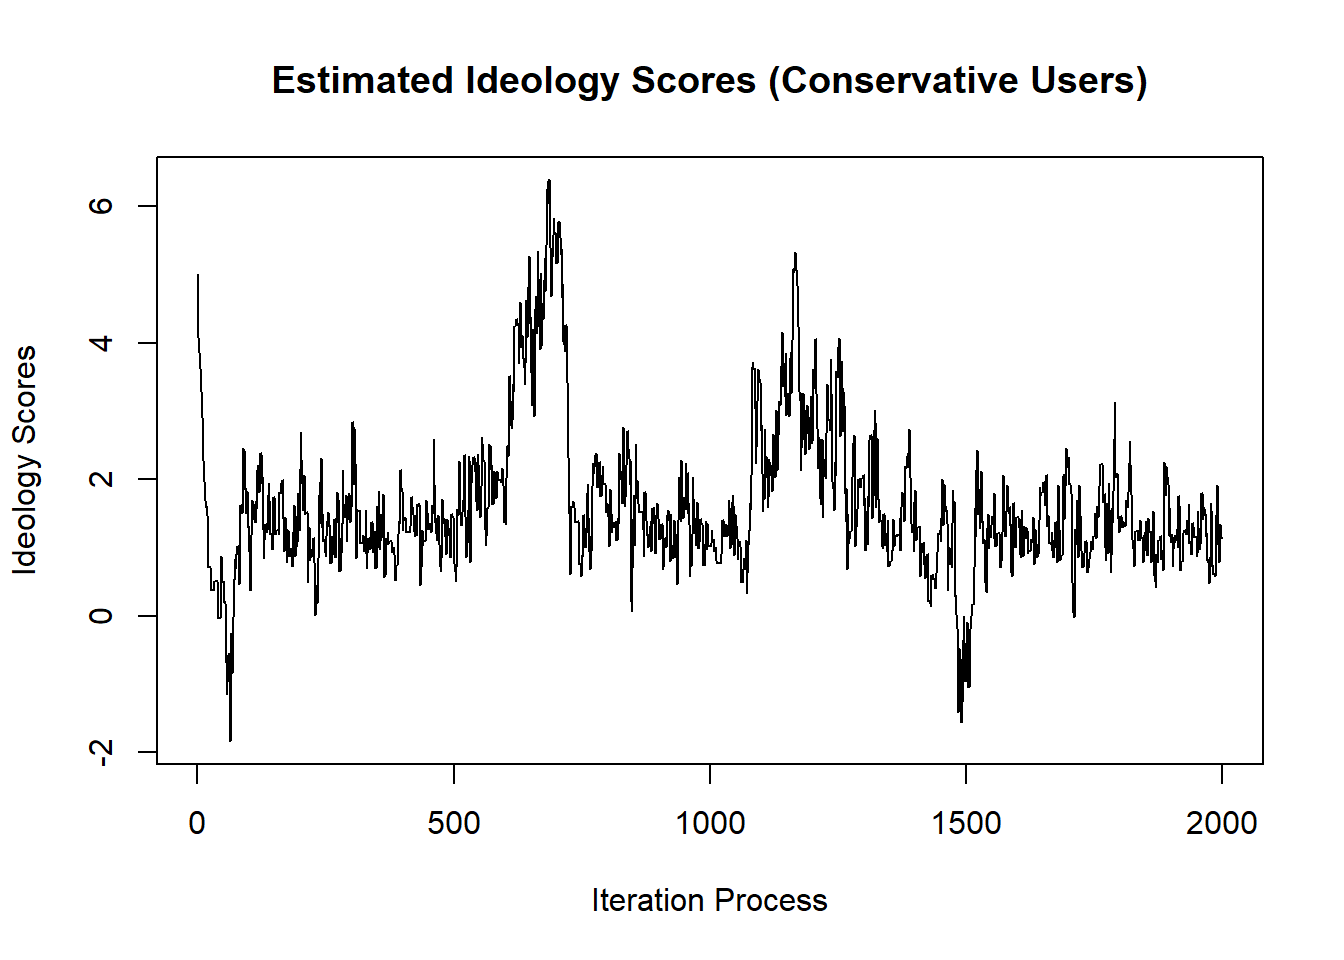 Estimated Ideology Scores (Conservative Users)
Ideology Scores
6
4
2
0
-2
0 500 1000 1500 2000
Iteration Process